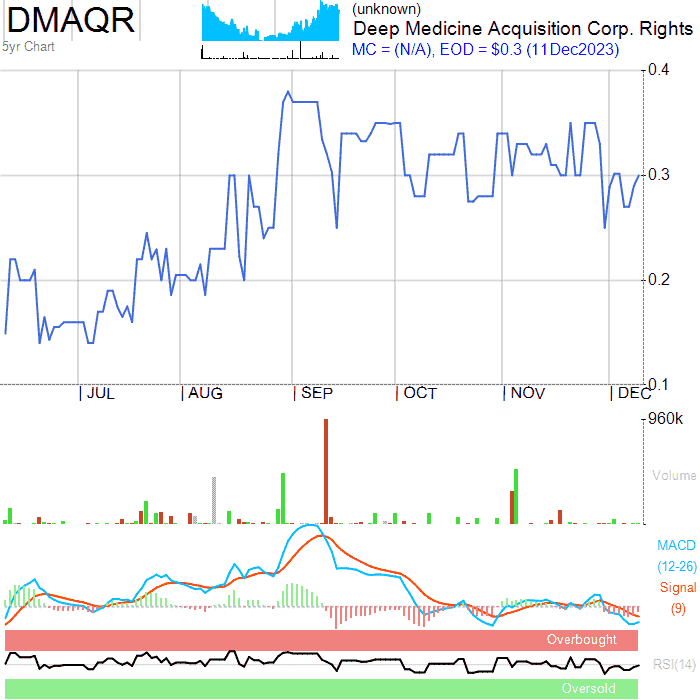 DMAQR
5yr Chart
(unknown)
Deep Medicine Acquisition Corp. Rights
MC = (N/A), EOD = $0.3 (11Dec2023)
0.4
0.3
0.2
0.1
JUL
AUG
SEP
OCT
NOV
DEC
960k
Volume
MACD
(12-26)
Signal
(9)
Overbought
RSI(14)
Oversold